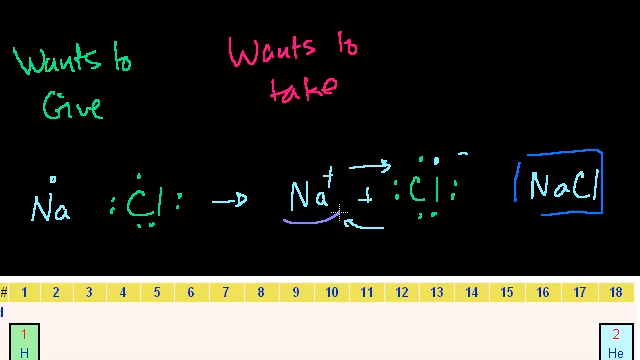 Wants to
Give
Wants to
take
Na Cl → Na⁺ + Cl⁻ NaCl
# 1 2 3 4 5 6 7 8 9 10 11 12 13 14 15 16 17 18
d
1
H
2
He